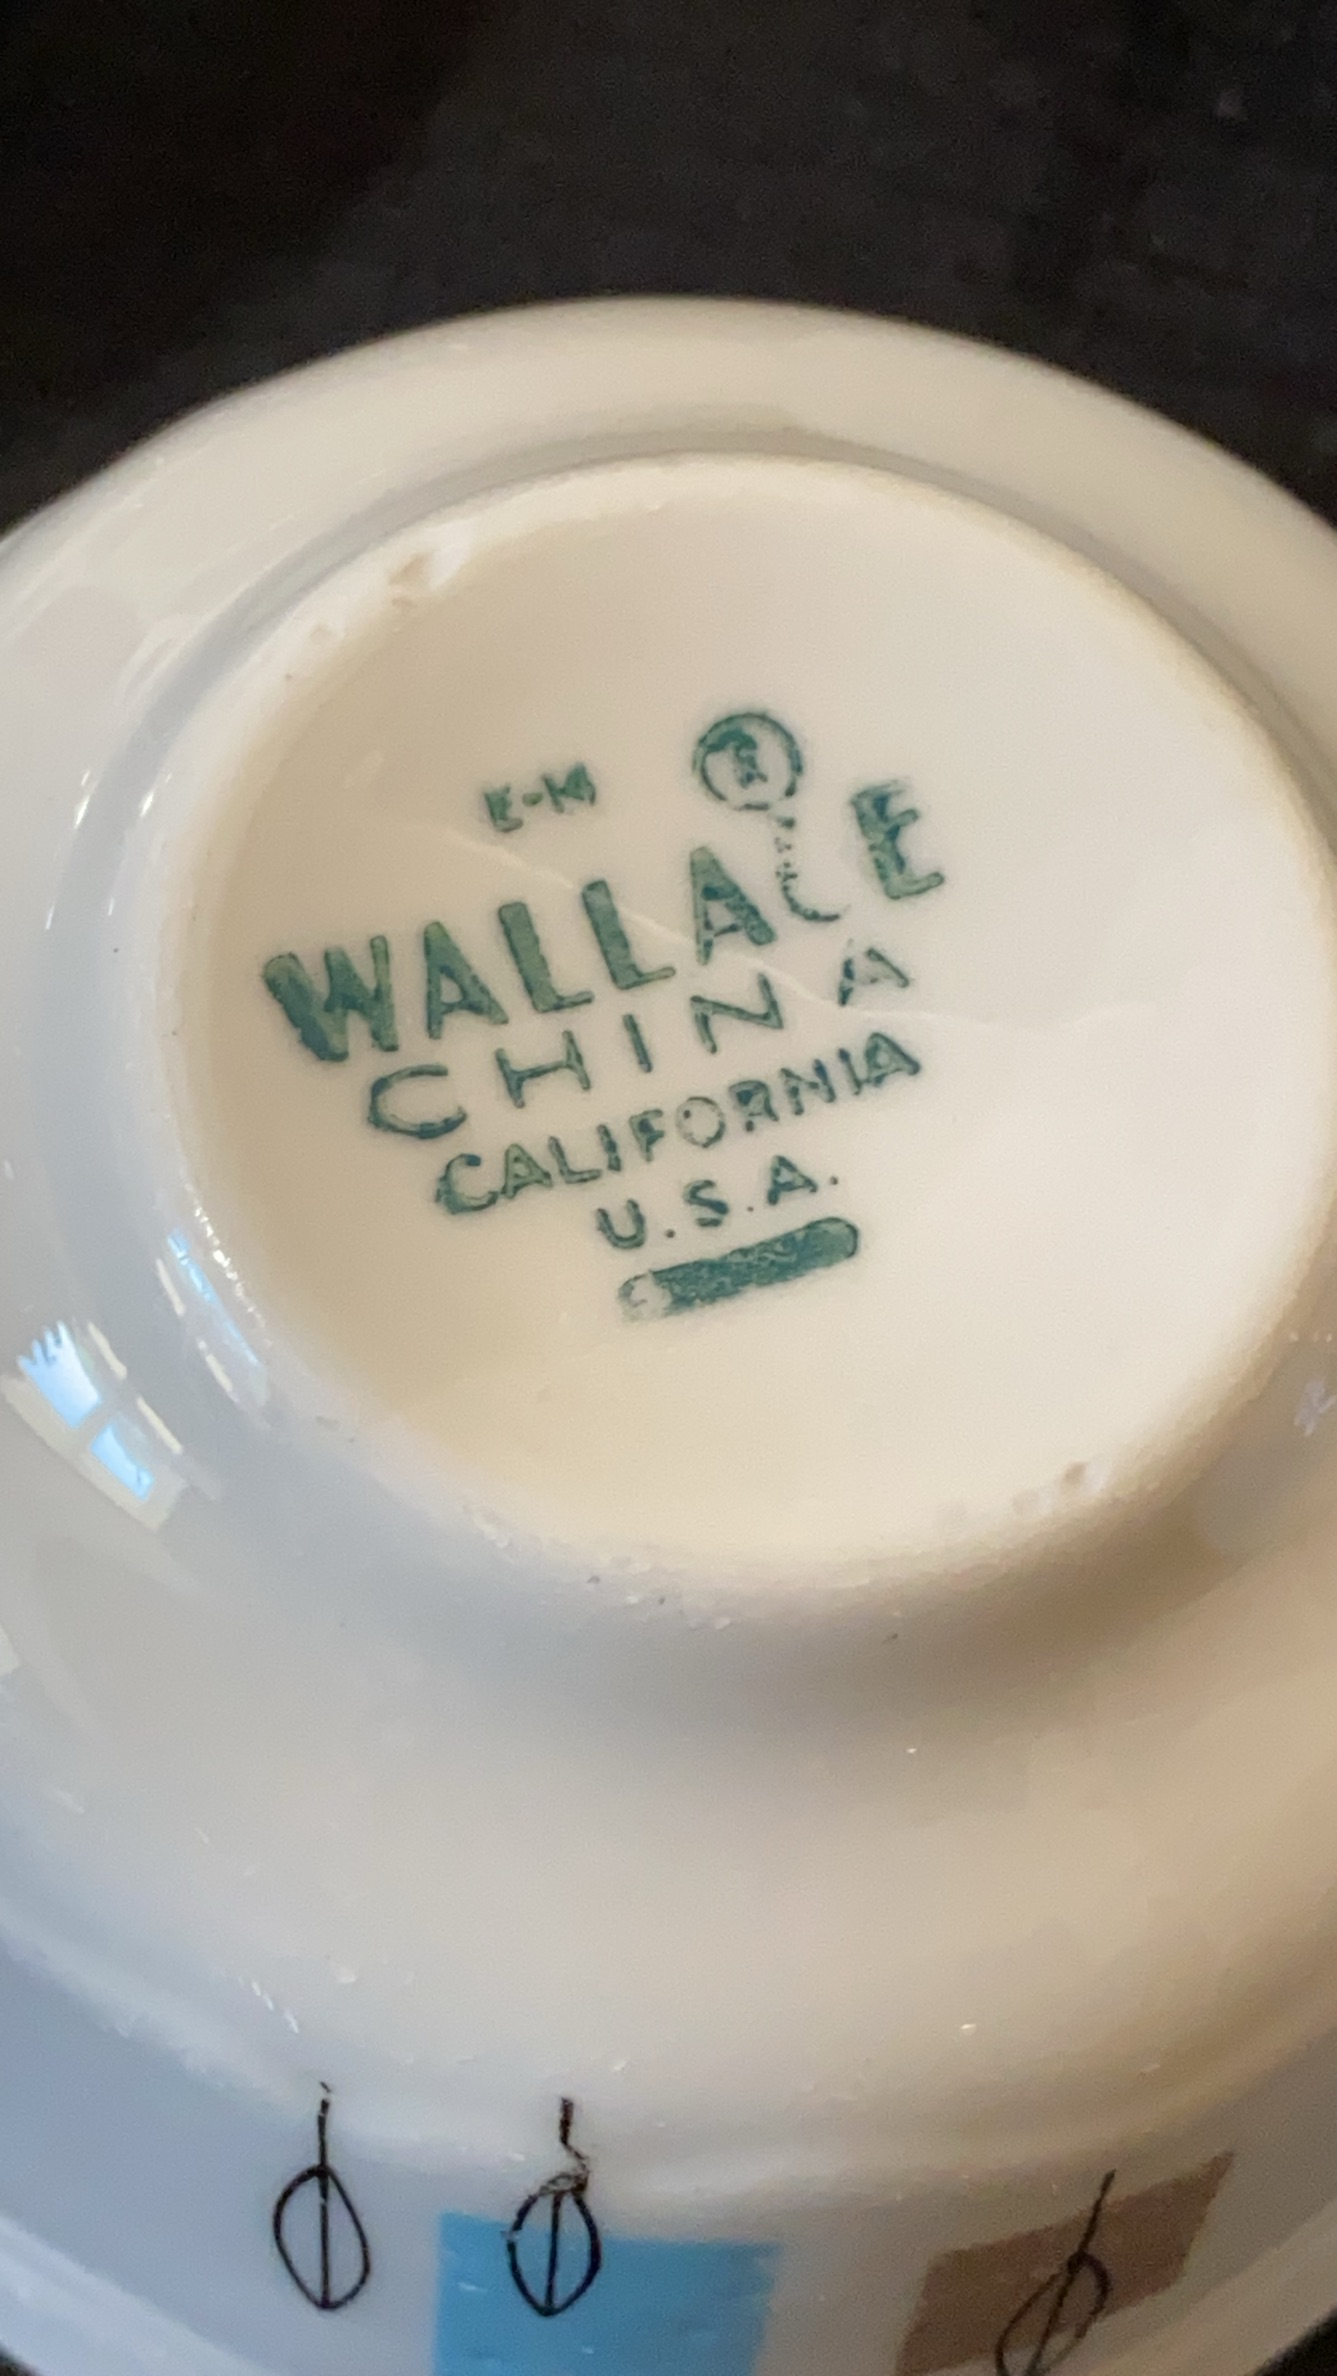 E-M ®
WALLACE
CHINA
CALIFORNIA
U.S.A.